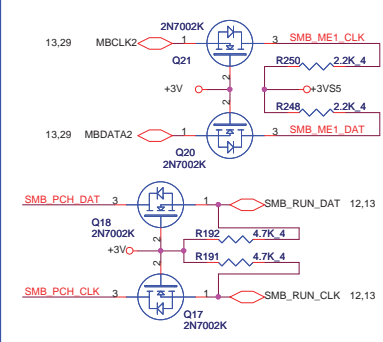 2N7002K
13,29 MBCLK2 1 3 SMB_ME1_CLK
Q21
2
R250 2.2K_4
+3V +3VS5
R248 2.2K_4
2
13,29 MBDATA2 1 3 SMB_ME1_DAT
Q20
2N7002K
SMB_PCH_DAT 3 1 SMB_RUN_DAT 12,13
Q18
2N7002K
2
R192 4.7K_4
+3V
R191 4.7K_4
2
SMB_PCH_CLK 3 1 SMB_RUN_CLK 12,13
Q17
2N7002K